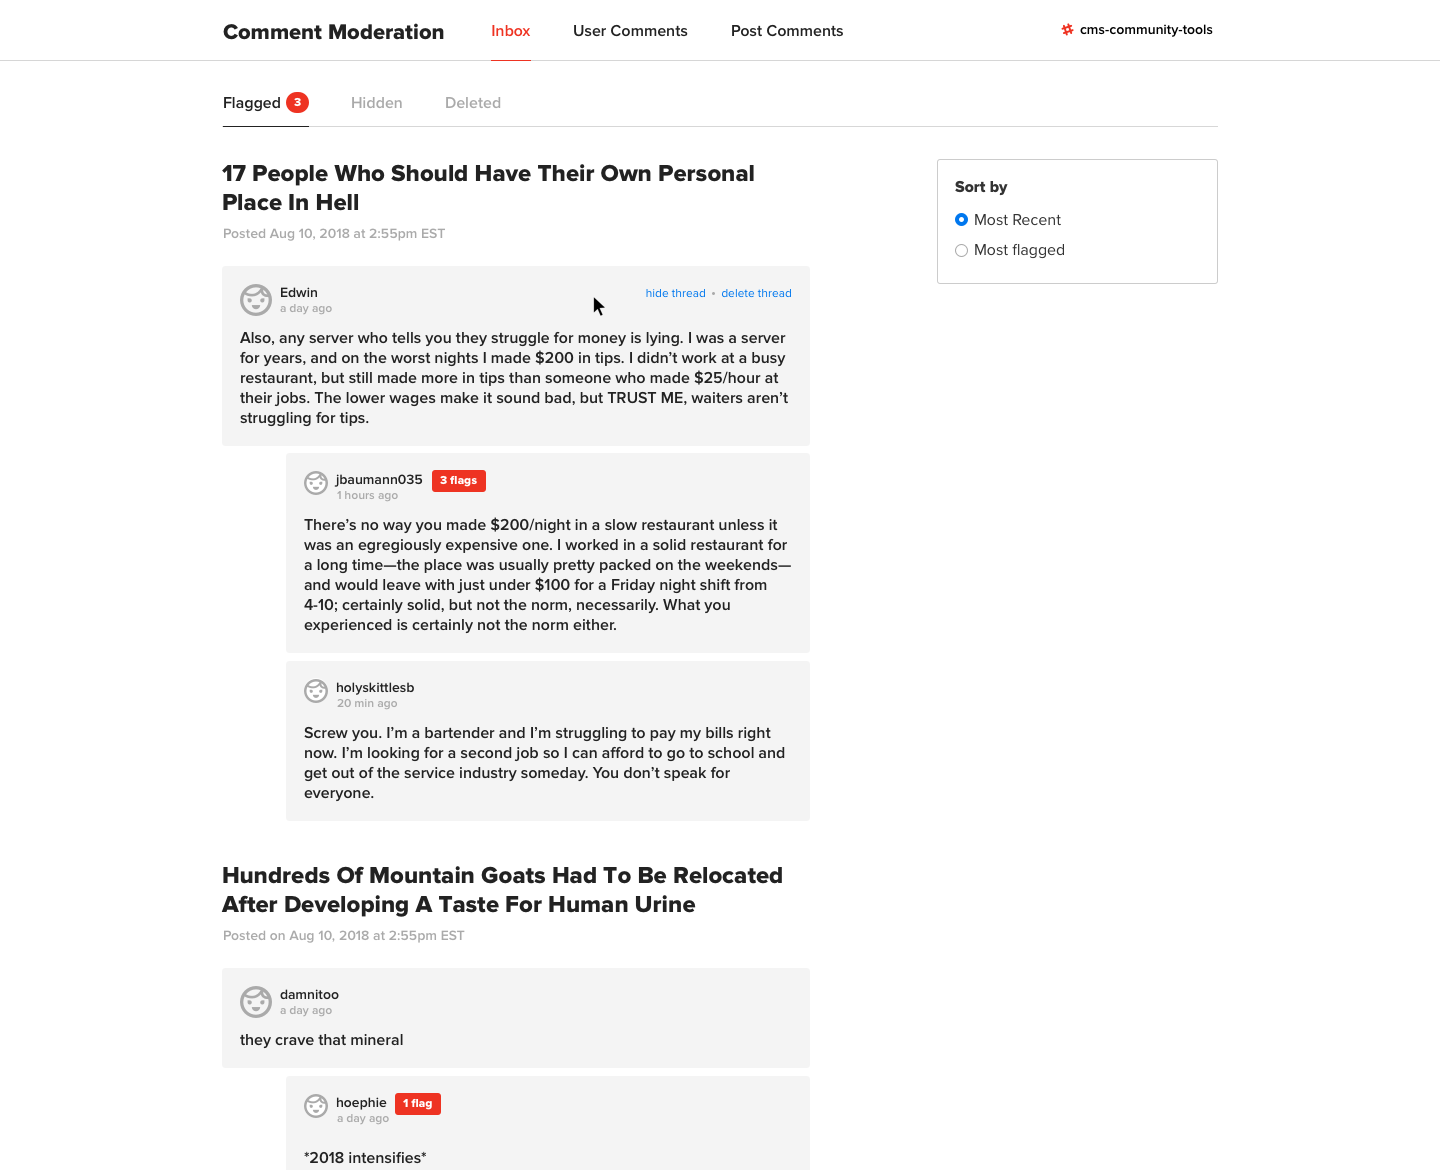 Comment Moderation
Inbox
User Comments
Post Comments
cms-community-tools
Flagged 3
Hidden
Deleted
17 People Who Should Have Their Own Personal
Place In Hell
Posted Aug 10, 2018 at 2:55pm EST
Sort by
Most Recent
Most flagged
Edwin
a day ago
hide thread • delete thread
Also, any server who tells you they struggle for money is lying. I was a server
for years, and on the worst nights I made $200 in tips. I didn’t work at a busy
restaurant, but still made more in tips than someone who made $25/hour at
their jobs. The lower wages make it sound bad, but TRUST ME, waiters aren’t
struggling for tips.
jbaumann035 3 flags
1 hours ago
There’s no way you made $200/night in a slow restaurant unless it
was an egregiously expensive one. I worked in a solid restaurant for
a long time—the place was usually pretty packed on the weekends—
and would leave with just under $100 for a Friday night shift from
4-10; certainly solid, but not the norm, necessarily. What you
experienced is certainly not the norm either.
holyskittlesb
20 min ago
Screw you. I’m a bartender and I’m struggling to pay my bills right
now. I’m looking for a second job so I can afford to go to school and
get out of the service industry someday. You don’t speak for
everyone.
Hundreds Of Mountain Goats Had To Be Relocated
After Developing A Taste For Human Urine
Posted on Aug 10, 2018 at 2:55pm EST
damnitoo
a day ago
they crave that mineral
hoephie 1 flag
a day ago
*2018 intensifies*